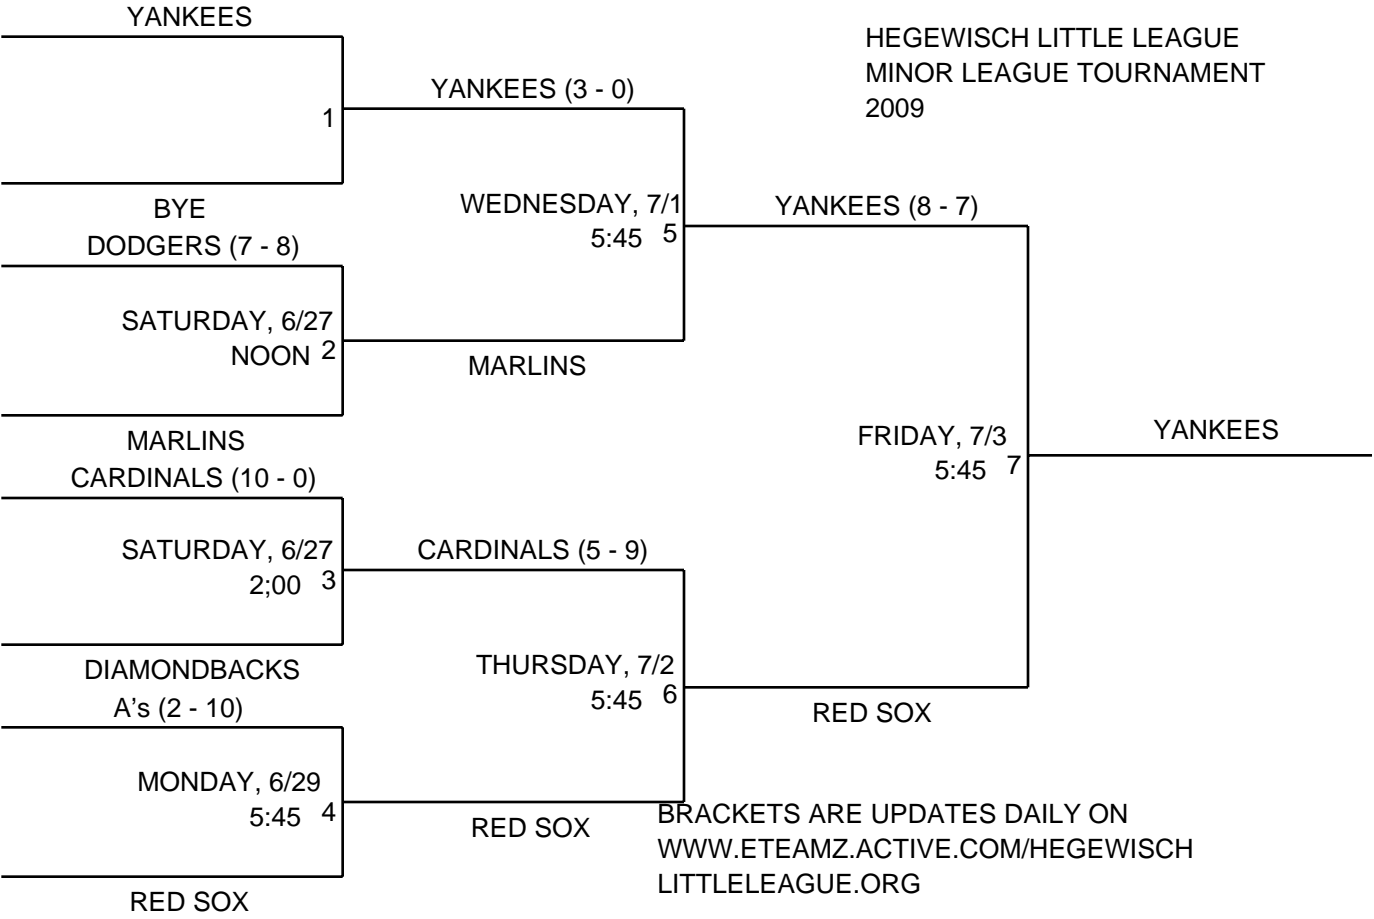 YANKEES
HEGEWISCH LITTLE LEAGUE
MINOR LEAGUE TOURNAMENT
2009
YANKEES (3 - 0)
1
BYE
WEDNESDAY, 7/1
5:45 5
YANKEES (8 - 7)
DODGERS (7 - 8)
SATURDAY, 6/27
NOON 2
MARLINS
MARLINS
CARDINALS (10 - 0)
FRIDAY, 7/3
5:45 7
YANKEES
SATURDAY, 6/27
2;00 3
CARDINALS (5 - 9)
DIAMONDBACKS
A's (2 - 10)
THURSDAY, 7/2
5:45 6
RED SOX
MONDAY, 6/29
5:45 4
RED SOX
RED SOX
BRACKETS ARE UPDATES DAILY ON
WWW.ETEAMZ.ACTIVE.COM/HEGEWISCH
LITTLELEAGUE.ORG